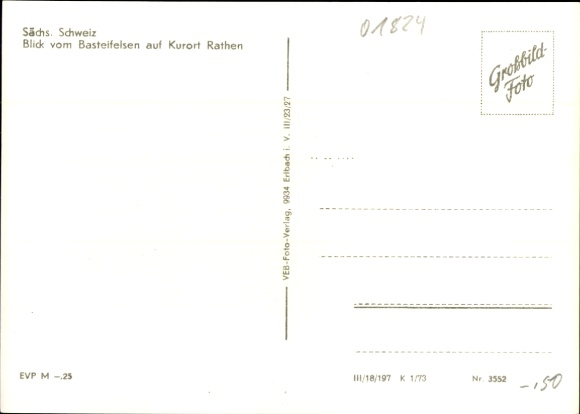 Sächs. Schweiz
Blick vom Basteifelsen auf Kurort Rathen
01824
Großbild-
Foto
VEB-Foto-Verlag, 9934 Erlbach i. V. III/23/27
EVP M -.25
III/18/197 K 1/73 Nr. 3552
-,50